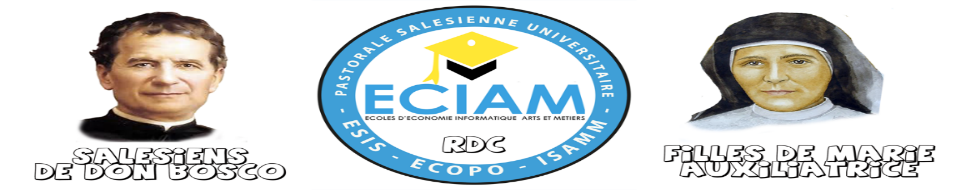 SALESIENS
DE DON BOSCO
PASTORALE SALESIENNE UNIVERSITAIRE
ECIAM
ECOLES D'ECONOMIE INFORMATIQUE ARTS ET METIERS
RDC
- ESIS - ECOPO - ISAMM -
FILLES DE MARIE
AUXILIATRICE